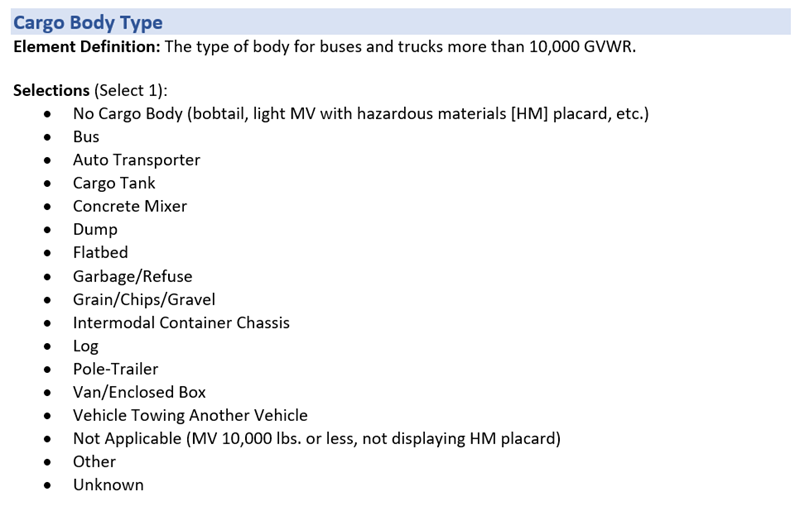 Cargo Body Type
Element Definition: The type of body for buses and trucks more than 10,000 GVWR.
Selections (Select 1):
• No Cargo Body (bobtail, light MV with hazardous materials [HM] placard, etc.)
• Bus
• Auto Transporter
• Cargo Tank
• Concrete Mixer
• Dump
• Flatbed
• Garbage/Refuse
• Grain/Chips/Gravel
• Intermodal Container Chassis
• Log
• Pole-Trailer
• Van/Enclosed Box
• Vehicle Towing Another Vehicle
• Not Applicable (MV 10,000 lbs. or less, not displaying HM placard)
• Other
• Unknown